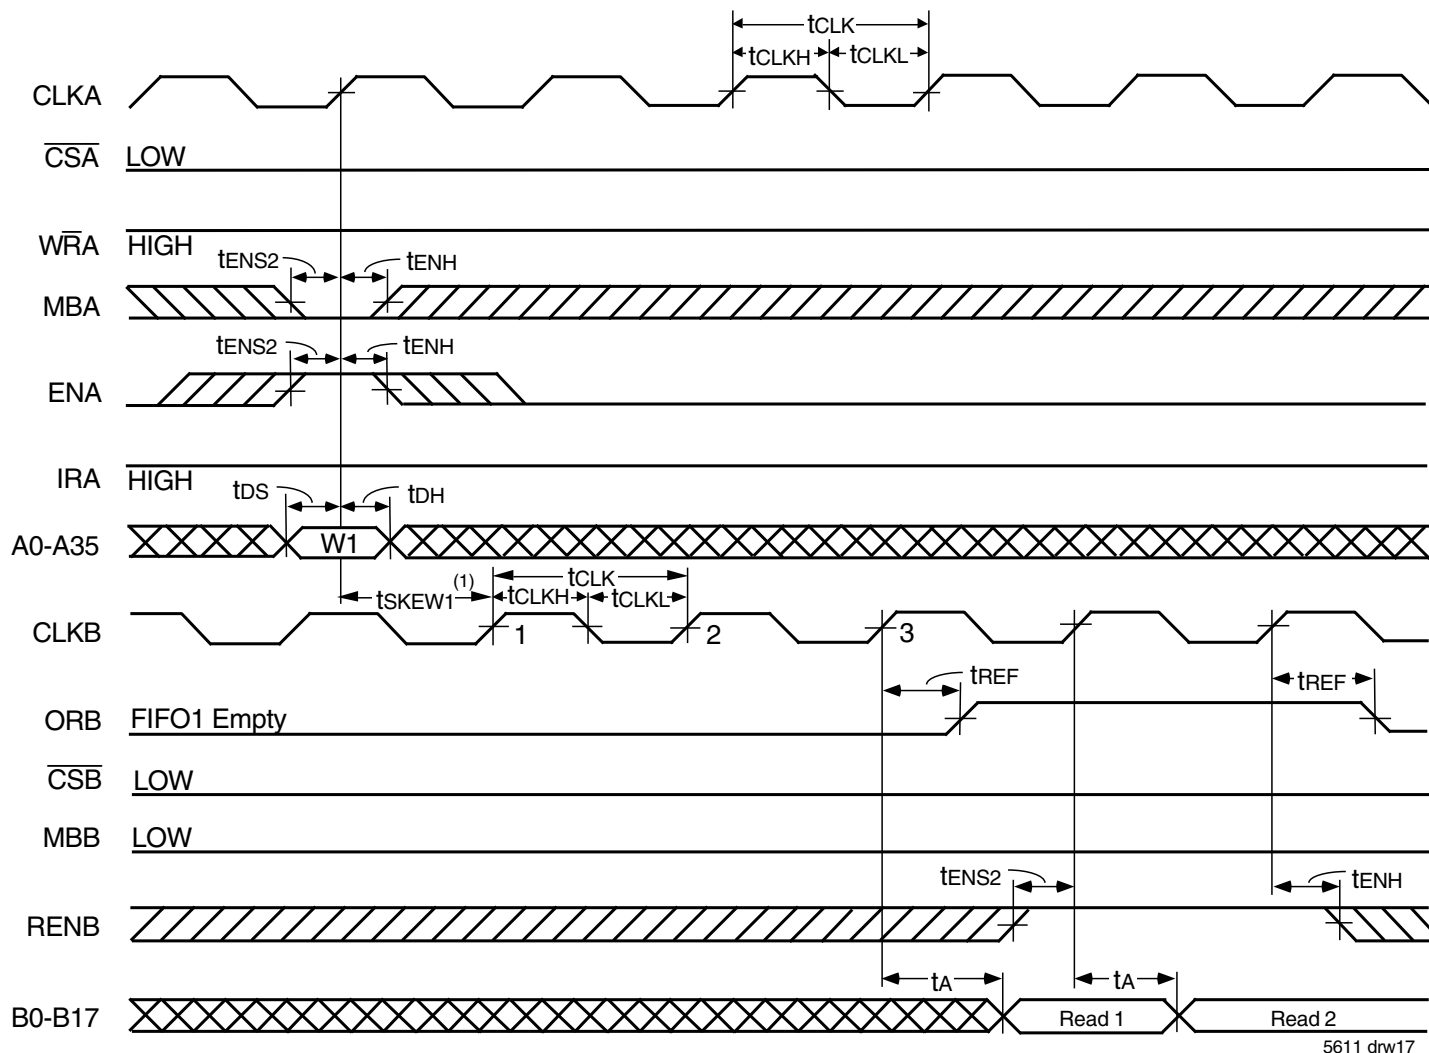 tCLK
tCLKH tCLKL
CLKA
CSA LOW
WRA HIGH
tENS2 tENH
MBA
tENS2 tENH
ENA
IRA HIGH
tDS tDH
A0-A35 W1
tSKEW1(1) tCLK
tCLKH tCLKL
CLKB 1 2 3
tREF tREF
ORB FIFO1 Empty
CSB LOW
MBB LOW
tENS2 tENH
RENB
tA tA
B0-B17 Read 1 Read 2
5611 drw17